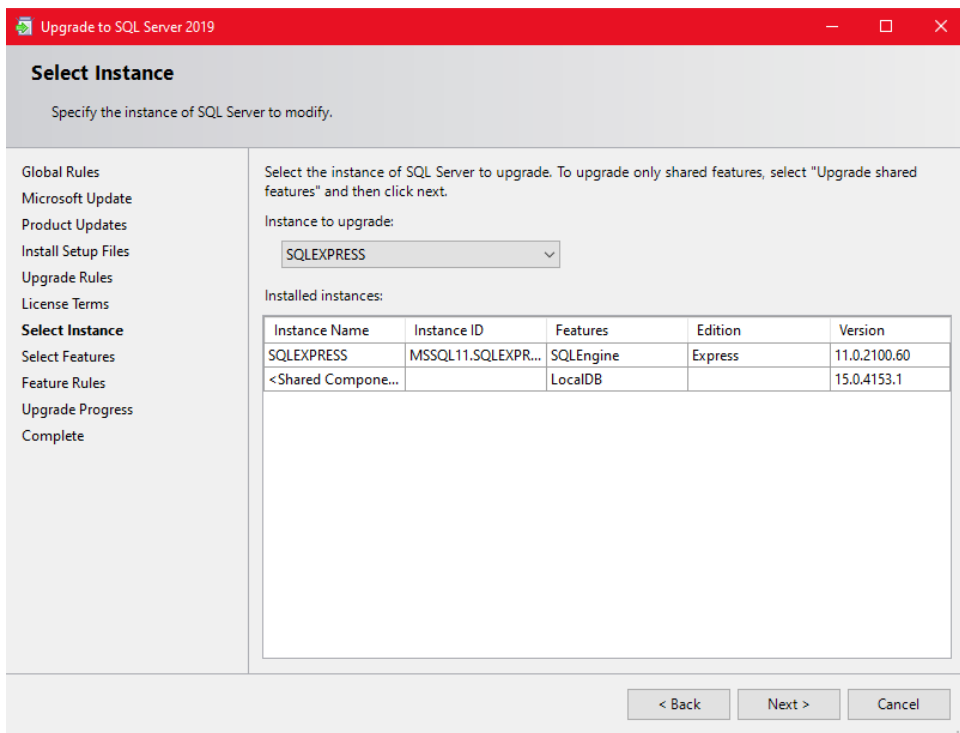 Upgrade to SQL Server 2019
Select Instance
Specify the instance of SQL Server to modify.
Global Rules
Microsoft Update
Product Updates
Install Setup Files
Upgrade Rules
License Terms
Select Instance
Select Features
Feature Rules
Upgrade Progress
Complete
Select the instance of SQL Server to upgrade. To upgrade only shared features, select "Upgrade shared
features" and then click next.
Instance to upgrade:
SQLEXPRESS
Installed instances:
Instance Name Instance ID Features Edition Version
SQLEXPRESS MSSQL11.SQLEXPR... SQLEngine Express 11.0.2100.60
<Shared Compone... LocalDB 15.0.4153.1
< Back Next > Cancel